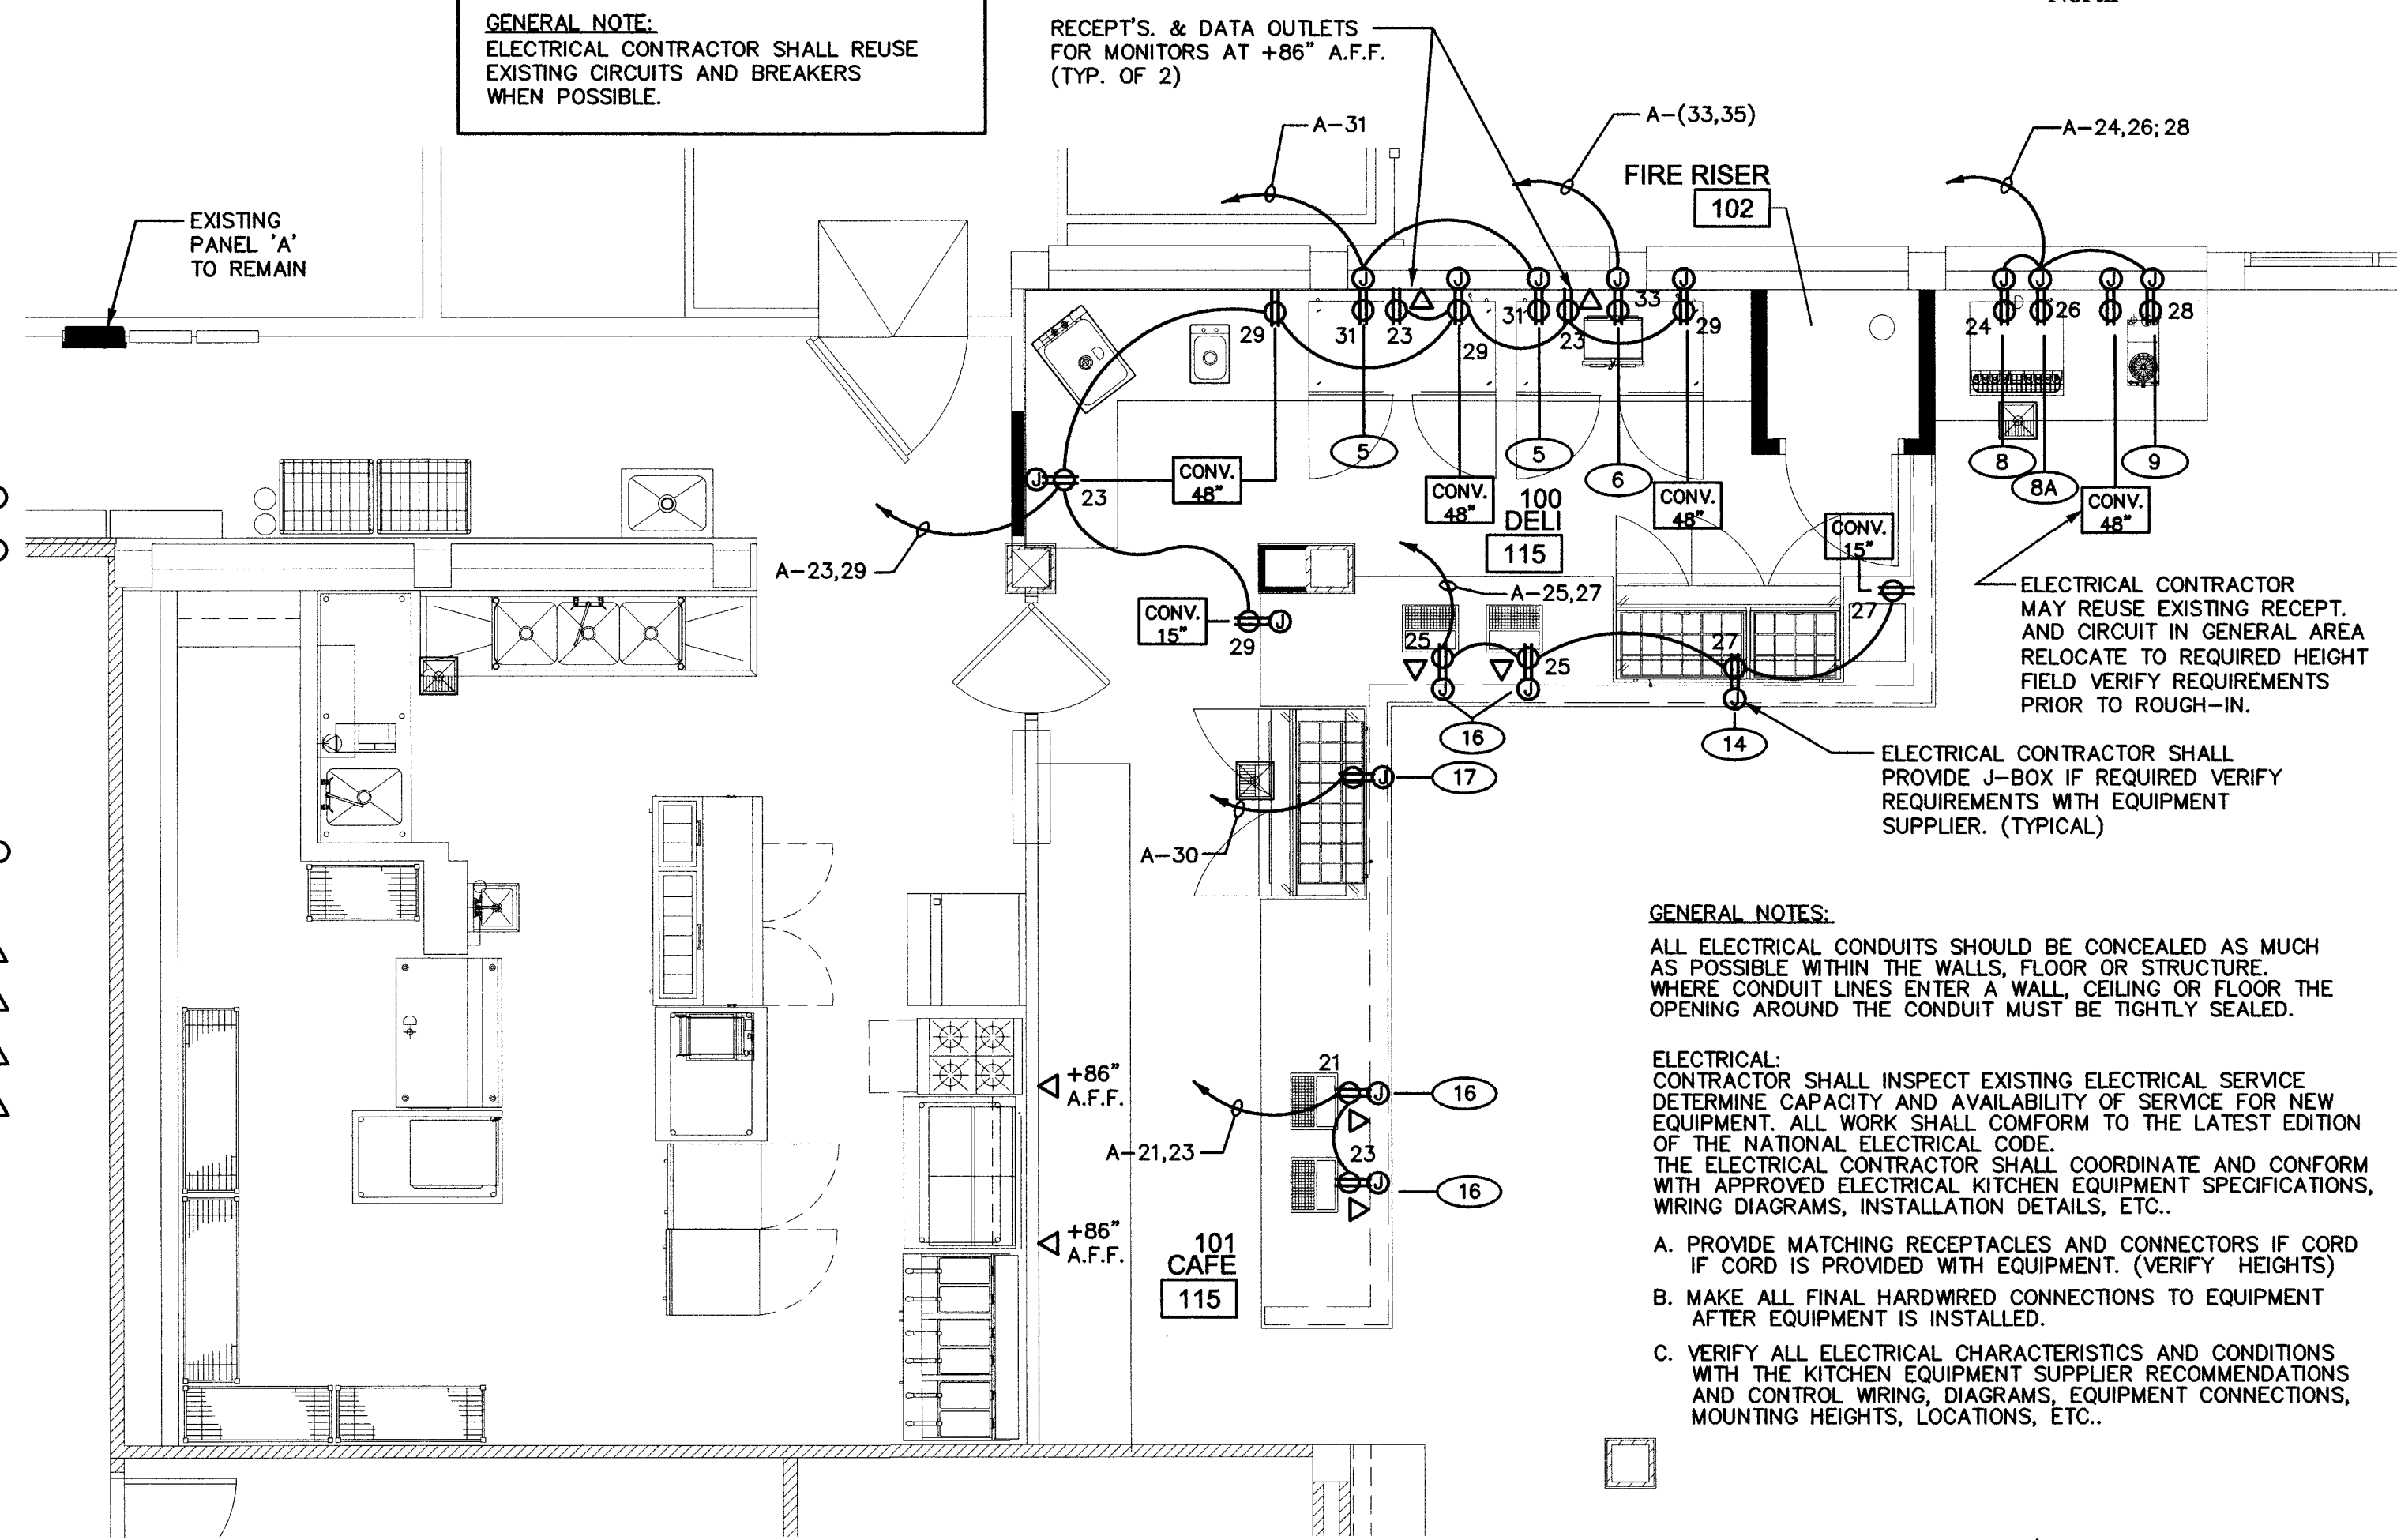 North
GENERAL NOTE:
ELECTRICAL CONTRACTOR SHALL REUSE
EXISTING CIRCUITS AND BREAKERS
WHEN POSSIBLE.
RECEPT'S. & DATA OUTLETS
FOR MONITORS AT +86" A.F.F.
(TYP. OF 2)
A-31
A-(33,35)
A-24,26;28
FIRE RISER
102
EXISTING
PANEL 'A'
TO REMAIN
J
J
J
J
J
J
J
J
J
29
31
23
29
31
23
33
29
24
26
28
5
5
6
8
8A
9
J
23
CONV.
48"
CONV.
48"
CONV.
48"
CONV.
48"
100
DELI
115
CONV.
15"
A-23,29
A-25,27
CONV.
15"
29
J
25
25
27
27
J
J
J
16
14
ELECTRICAL CONTRACTOR
MAY REUSE EXISTING RECEPT.
AND CIRCUIT IN GENERAL AREA
RELOCATE TO REQUIRED HEIGHT
FIELD VERIFY REQUIREMENTS
PRIOR TO ROUGH-IN.
J
17
A-30
ELECTRICAL CONTRACTOR SHALL
PROVIDE J-BOX IF REQUIRED VERIFY
REQUIREMENTS WITH EQUIPMENT
SUPPLIER. (TYPICAL)
GENERAL NOTES:
ALL ELECTRICAL CONDUITS SHOULD BE CONCEALED AS MUCH
AS POSSIBLE WITHIN THE WALLS, FLOOR OR STRUCTURE.
WHERE CONDUIT LINES ENTER A WALL, CEILING OR FLOOR THE
OPENING AROUND THE CONDUIT MUST BE TIGHTLY SEALED.
ELECTRICAL:
CONTRACTOR SHALL INSPECT EXISTING ELECTRICAL SERVICE
DETERMINE CAPACITY AND AVAILABILITY OF SERVICE FOR NEW
EQUIPMENT. ALL WORK SHALL COMFORM TO THE LATEST EDITION
OF THE NATIONAL ELECTRICAL CODE.
THE ELECTRICAL CONTRACTOR SHALL COORDINATE AND CONFORM
WITH APPROVED ELECTRICAL KITCHEN EQUIPMENT SPECIFICATIONS,
WIRING DIAGRAMS, INSTALLATION DETAILS, ETC..
A. PROVIDE MATCHING RECEPTACLES AND CONNECTORS IF CORD
IF CORD IS PROVIDED WITH EQUIPMENT. (VERIFY HEIGHTS)
B. MAKE ALL FINAL HARDWIRED CONNECTIONS TO EQUIPMENT
AFTER EQUIPMENT IS INSTALLED.
C. VERIFY ALL ELECTRICAL CHARACTERISTICS AND CONDITIONS
WITH THE KITCHEN EQUIPMENT SUPPLIER RECOMMENDATIONS
AND CONTROL WIRING, DIAGRAMS, EQUIPMENT CONNECTIONS,
MOUNTING HEIGHTS, LOCATIONS, ETC..
+86"
A.F.F.
+86"
A.F.F.
21
J
16
A-21,23
23
J
16
101
CAFE
115